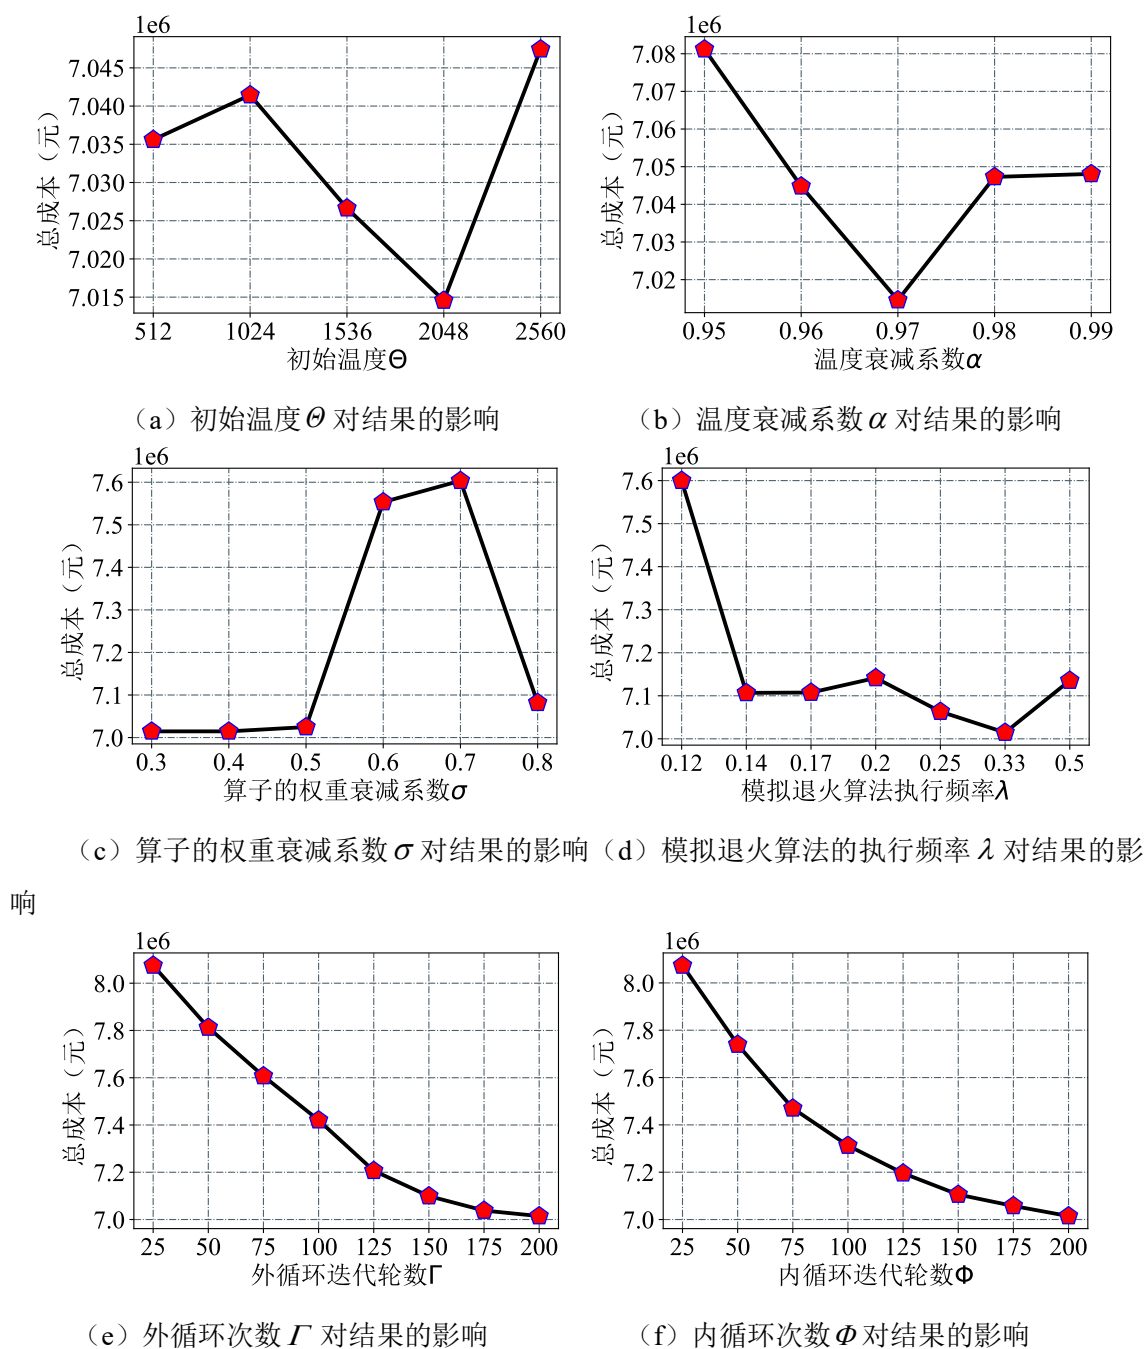 1e6
7.045
7.040
7.035
7.030
7.025
7.020
7.015
总成本（元）
512 1024 1536 2048 2560
初始温度Θ
1e6
7.08
7.07
7.06
7.05
7.04
7.03
7.02
总成本（元）
0.95 0.96 0.97 0.98 0.99
温度衰减系数α
（a）初始温度Θ 对结果的影响
（b）温度衰减系数α 对结果的影响
1e6
7.6
7.5
7.4
7.3
7.2
7.1
7.0
总成本（元）
0.3 0.4 0.5 0.6 0.7 0.8
算子的权重衰减系数σ
1e6
7.6
7.5
7.4
7.3
7.2
7.1
7.0
总成本（元）
0.12 0.14 0.17 0.2 0.25 0.33 0.5
模拟退火算法执行频率λ
（c）算子的权重衰减系数σ 对结果的影响（d）模拟退火算法的执行频率 λ 对结果的影
响
1e6
8.0
7.8
7.6
7.4
7.2
7.0
总成本（元）
25 50 75 100 125 150 175 200
外循环迭代轮数Γ
1e6
8.0
7.8
7.6
7.4
7.2
7.0
总成本（元）
25 50 75 100 125 150 175 200
内循环迭代轮数Φ
（e）外循环次数 Γ 对结果的影响
（f）内循环次数Φ 对结果的影响